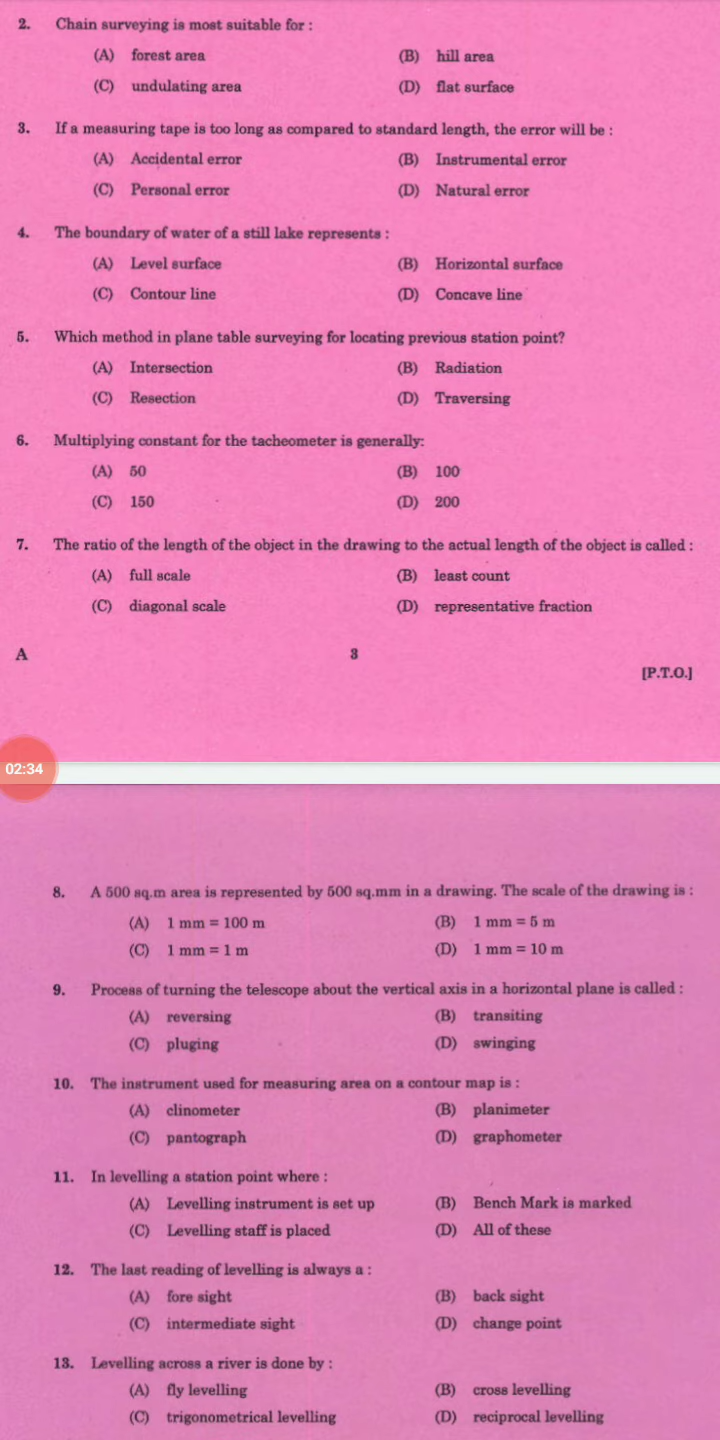 2. Chain surveying is most suitable for :
(A) forest area (B) hill area
(C) undulating area (D) flat surface
3. If a measuring tape is too long as compared to standard length, the error will be :
(A) Accidental error (B) Instrumental error
(C) Personal error (D) Natural error
4. The boundary of water of a still lake represents :
(A) Level surface (B) Horizontal surface
(C) Contour line (D) Concave line
5. Which method in plane table surveying for locating previous station point?
(A) Intersection (B) Radiation
(C) Resection (D) Traversing
6. Multiplying constant for the tacheometer is generally:
(A) 50 (B) 100
(C) 150 (D) 200
7. The ratio of the length of the object in the drawing to the actual length of the object is called :
(A) full scale (B) least count
(C) diagonal scale (D) representative fraction
A 3
[P.T.O.]
02:34
8. A 500 sq.m area is represented by 500 sq.mm in a drawing. The scale of the drawing is :
(A) 1 mm = 100 m (B) 1 mm = 5 m
(C) 1 mm = 1 m (D) 1 mm = 10 m
9. Process of turning the telescope about the vertical axis in a horizontal plane is called :
(A) reversing (B) transiting
(C) pluging (D) swinging
10. The instrument used for measuring area on a contour map is :
(A) clinometer (B) planimeter
(C) pantograph (D) graphometer
11. In levelling a station point where :
(A) Levelling instrument is set up (B) Bench Mark is marked
(C) Levelling staff is placed (D) All of these
12. The last reading of levelling is always a :
(A) fore sight (B) back sight
(C) intermediate sight (D) change point
13. Levelling across a river is done by :
(A) fly levelling (B) cross levelling
(C) trigonometrical levelling (D) reciprocal levelling